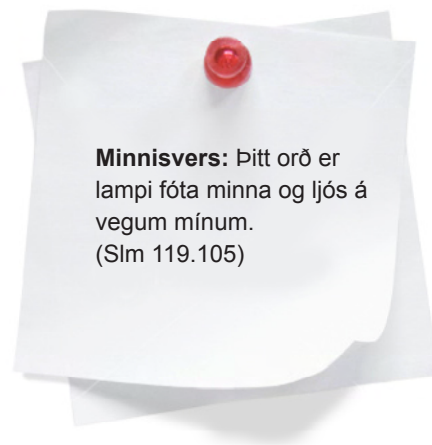 Minnisvers: Þitt orð er
lampi fóta minna og ljós á
vegum mínum.
(Slm 119.105)